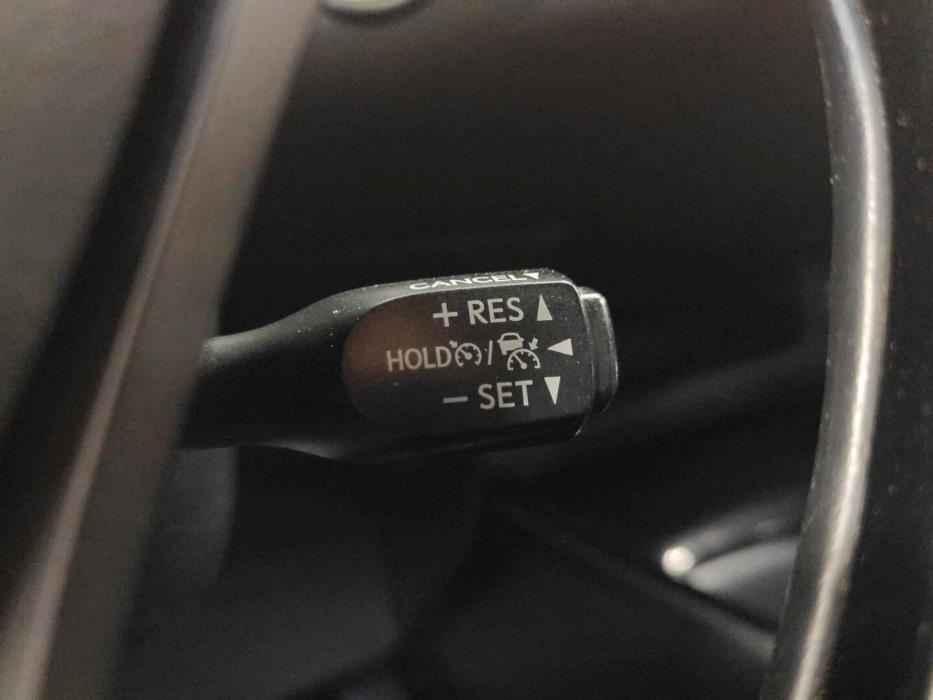 CANCEL▼
+ RES ▲
HOLD / ◀
− SET ▼